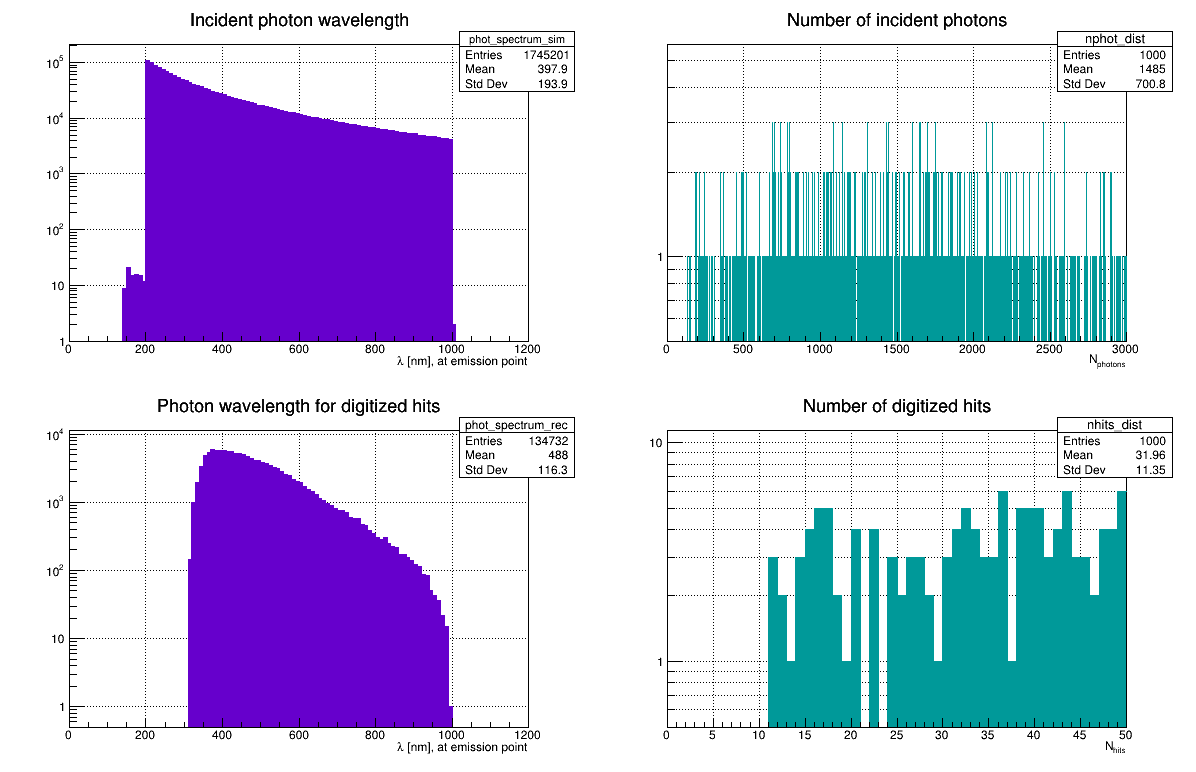 Incident photon wavelength
phot_spectrum_sim
Entries 1745201
Mean 397.9
Std Dev 193.9
10^5
10^4
10^3
10^2
10
1
0 200 400 600 800 1000 1200
λ [nm], at emission point
Number of incident photons
nphot_dist
Entries 1000
Mean 1485
Std Dev 700.8
1
0 500 1000 1500 2000 2500 3000
N_photons
Photon wavelength for digitized hits
phot_spectrum_rec
Entries 134732
Mean 488
Std Dev 116.3
10^4
10^3
10^2
10
1
0 200 400 600 800 1000 1200
λ [nm], at emission point
Number of digitized hits
nhits_dist
Entries 1000
Mean 31.96
Std Dev 11.35
10
1
0 5 10 15 20 25 30 35 40 45 50
N_hits